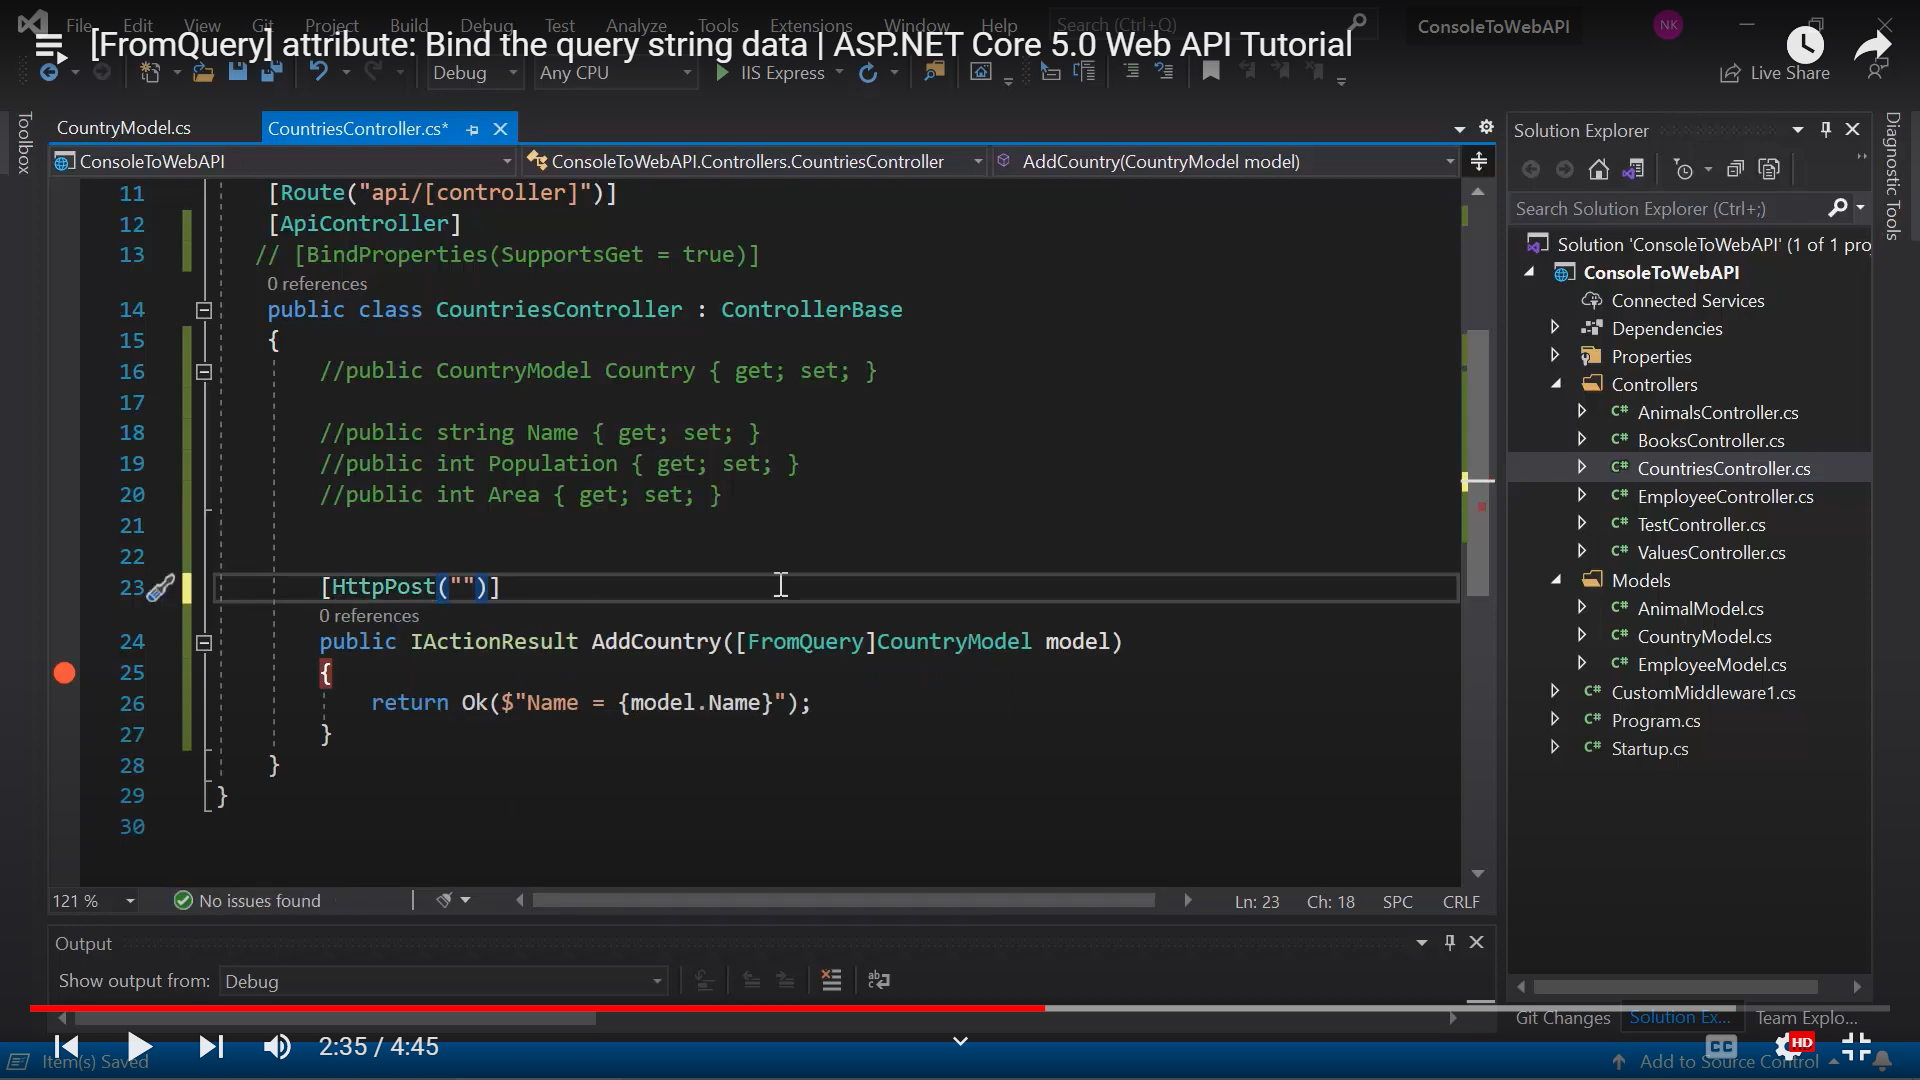 File Edit View Git Project Build Debug Test Analyze Tools Extensions Window Help Search (Ctrl+Q) ConsoleToWebAPI NK
[FromQuery] attribute: Bind the query string data | ASP.NET Core 5.0 Web API Tutorial
Debug Any CPU IIS Express Live Share
Toolbox
CountryModel.cs CountriesController.cs*
ConsoleToWebAPI ConsoleToWebAPI.Controllers.CountriesController AddCountry(CountryModel model)
11 [Route("api/[controller]")]
12 [ApiController]
13 // [BindProperties(SupportsGet = true)]
0 references
14 public class CountriesController : ControllerBase
15 {
16 //public CountryModel Country { get; set; }
17
18 //public string Name { get; set; }
19 //public int Population { get; set; }
20 //public int Area { get; set; }
21
22
23 [HttpPost("")]
0 references
24 public IActionResult AddCountry([FromQuery]CountryModel model)
25 {
26 return Ok($"Name = {model.Name}");
27 }
28 }
29 }
30
121 % No issues found Ln: 23 Ch: 18 SPC CRLF
Output
Show output from: Debug
Solution Explorer
Search Solution Explorer (Ctrl+;)
Solution 'ConsoleToWebAPI' (1 of 1 pro
ConsoleToWebAPI
Connected Services
Dependencies
Properties
Controllers
C# AnimalsController.cs
C# BooksController.cs
C# CountriesController.cs
C# EmployeeController.cs
C# TestController.cs
C# ValuesController.cs
Models
C# AnimalModel.cs
C# CountryModel.cs
C# EmployeeModel.cs
C# CustomMiddleware1.cs
C# Program.cs
C# Startup.cs
Diagnostic Tools
Git Changes Solution Ex... Team Explo...
2:35 / 4:45 CC HD
Item(s) Saved Add to Source Control